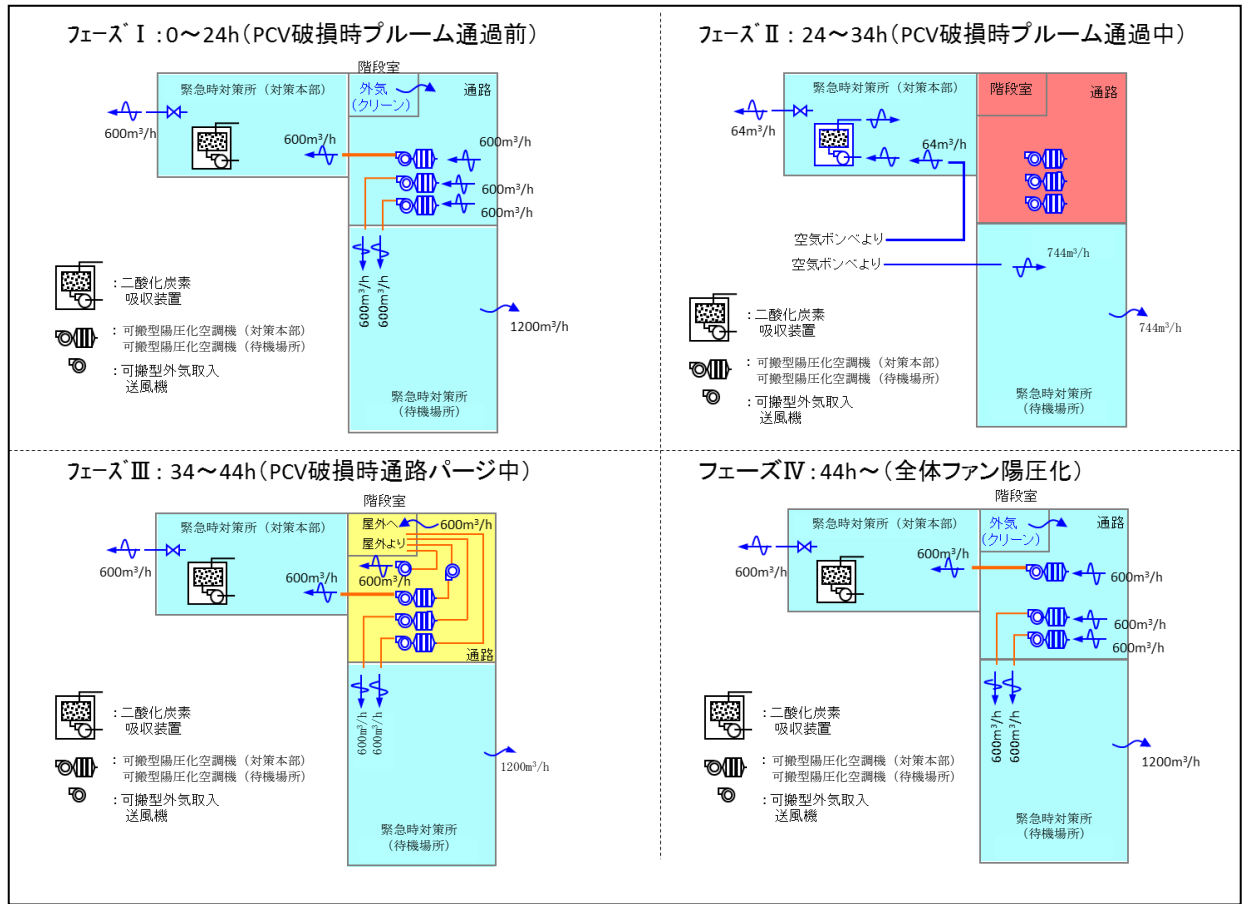 フェーズⅠ:0～24h(PCV破損時プルーム通過前)
階段室
緊急時対策所（対策本部）
外気
(クリーン)
通路
600m³/h
600m³/h
600m³/h
600m³/h
600m³/h
600m³/h
600m³/h
1200m³/h
:二酸化炭素
吸収装置
:可搬型陽圧化空調機（対策本部）
可搬型陽圧化空調機（待機場所）
:可搬型外気取入
送風機
緊急時対策所
（待機場所）
フェーズⅡ:24～34h(PCV破損時プルーム通過中)
緊急時対策所（対策本部）
階段室
通路
64m³/h
64m³/h
空気ボンベより
空気ボンベより
744m³/h
744m³/h
:二酸化炭素
吸収装置
:可搬型陽圧化空調機（対策本部）
可搬型陽圧化空調機（待機場所）
:可搬型外気取入
送風機
緊急時対策所
（待機場所）
フェーズⅢ:34～44h(PCV破損時通路パージ中)
階段室
緊急時対策所（対策本部）
屋外へ
600m³/h
屋外より
600m³/h
600m³/h
600m³/h
通路
600m³/h
600m³/h
1200m³/h
:二酸化炭素
吸収装置
:可搬型陽圧化空調機（対策本部）
可搬型陽圧化空調機（待機場所）
:可搬型外気取入
送風機
緊急時対策所
（待機場所）
フェーズⅣ:44h～(全体ファン陽圧化)
階段室
緊急時対策所（対策本部）
外気
(クリーン)
通路
600m³/h
600m³/h
600m³/h
600m³/h
600m³/h
600m³/h
600m³/h
1200m³/h
:二酸化炭素
吸収装置
:可搬型陽圧化空調機（対策本部）
可搬型陽圧化空調機（待機場所）
:可搬型外気取入
送風機
緊急時対策所
（待機場所）